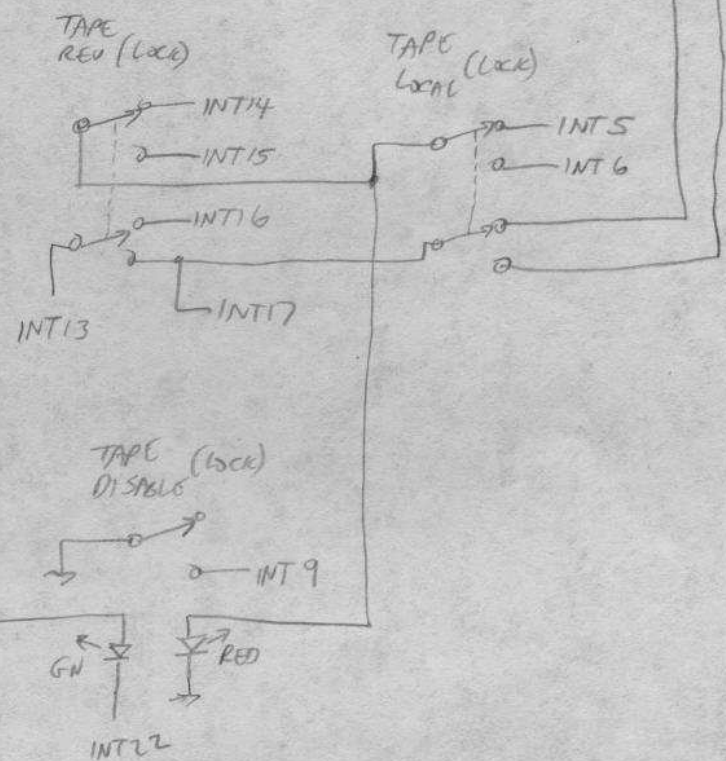 TAPE
REV (LOCK)
TAPE
LOCAL (LOCK)
INT14
INT5
INT15
INT6
INT16
INT17
INT13
TAPE
DISABLE (LOCK)
INT9
GN
RED
INT22